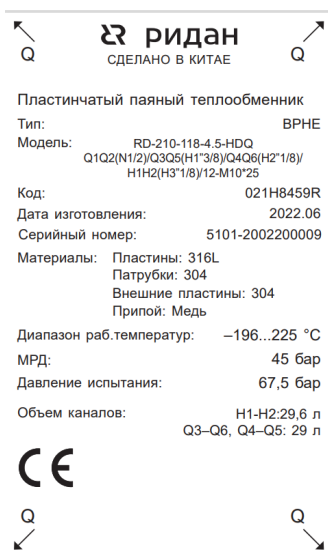 Q
ридан
Q
СДЕЛАНО В КИТАЕ
Пластинчатый паяный теплообменник
Тип: BPHE
Модель: RD-210-118-4.5-HDQ
Q1Q2(N1/2)/Q3Q5(H1"3/8)/Q4Q6(H2"1/8)/
H1H2(H3"1/8)/12-M10*25
Код: 021H8459R
Дата изготовления: 2022.06
Серийный номер: 5101-2002200009
Материалы: Пластины: 316L
Патрубки: 304
Внешние пластины: 304
Припой: Медь
Диапазон раб.температур: –196...225 °C
МРД: 45 бар
Давление испытания: 67,5 бар
Объем каналов: H1-H2:29,6 л
Q3–Q6, Q4–Q5: 29 л
CE
Q
Q